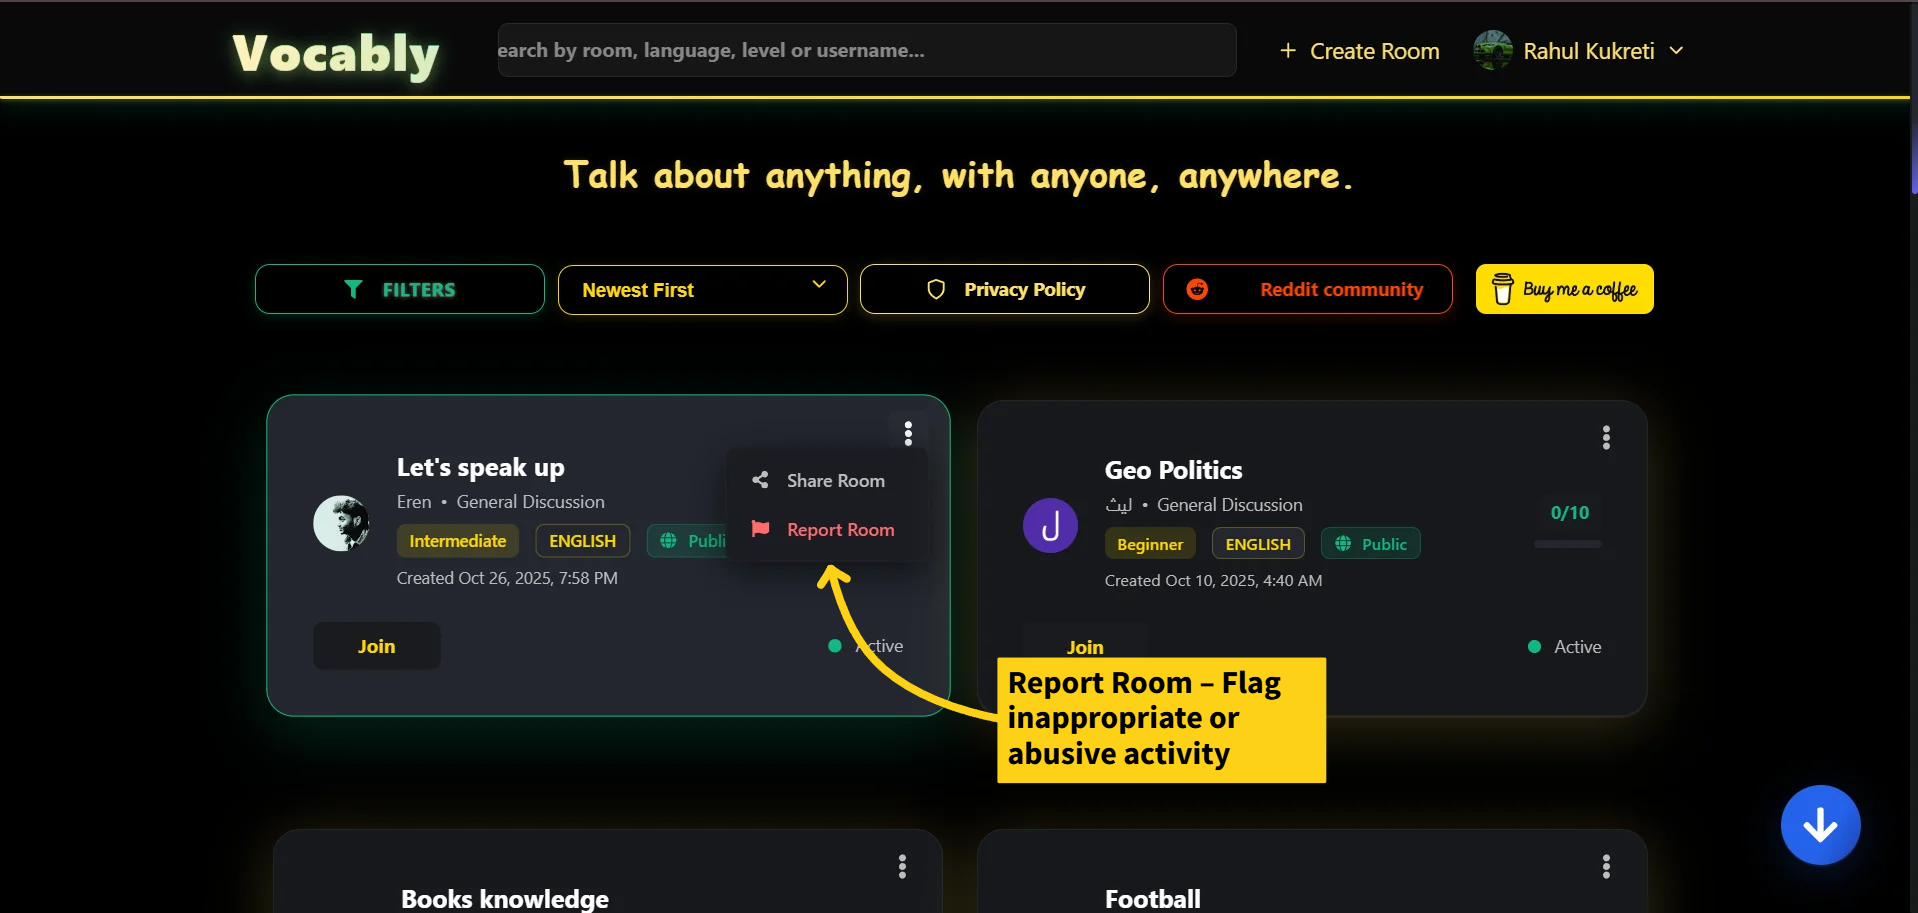 Vocably
earch by room, language, level or username...
+ Create Room
Rahul Kukreti
Talk about anything, with anyone, anywhere.
FILTERS
Newest First
Privacy Policy
Reddit community
Buy me a coffee
Let's speak up
Eren • General Discussion
Intermediate
ENGLISH
Publi
Created Oct 26, 2025, 7:58 PM
Join
Active
Share Room
Report Room
Geo Politics
ليث • General Discussion
Beginner
ENGLISH
Public
Created Oct 10, 2025, 4:40 AM
0/10
Join
Active
ل
Report Room – Flag
inappropriate or
abusive activity
Books knowledge
Football